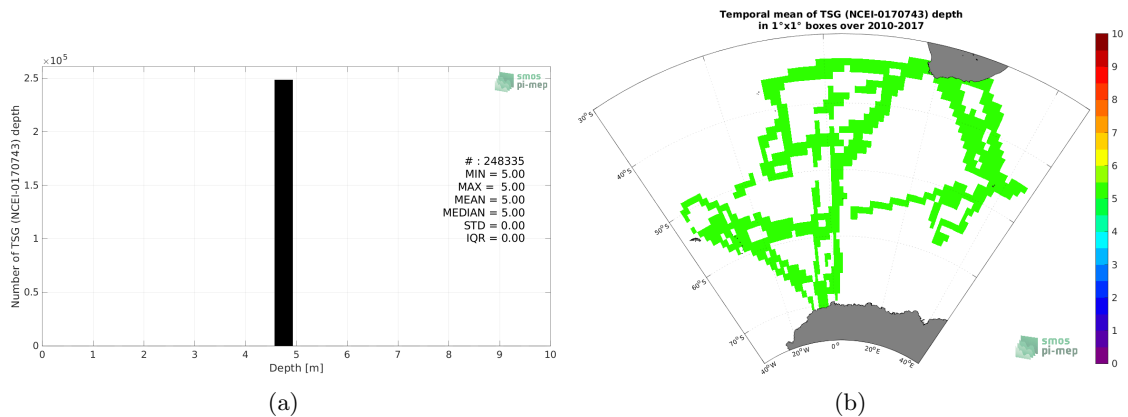 ×10⁵
2.5
2
1.5
1
0.5
0
0 1 2 3 4 5 6 7 8 9 10
Number of TSG (NCEI-0170743) depth
Depth [m]
smos
pi-mep
# : 248335
MIN = 5.00
MAX = 5.00
MEAN = 5.00
MEDIAN = 5.00
STD = 0.00
IQR = 0.00
(a)
Temporal mean of TSG (NCEI-0170743) depth
in 1°x1° boxes over 2010-2017
30°S
40°S
50°S
60°S
70°S
40°W
20°W
0°
20°E
40°E
10
9
8
7
6
5
4
3
2
1
0
smos
pi-mep
(b)